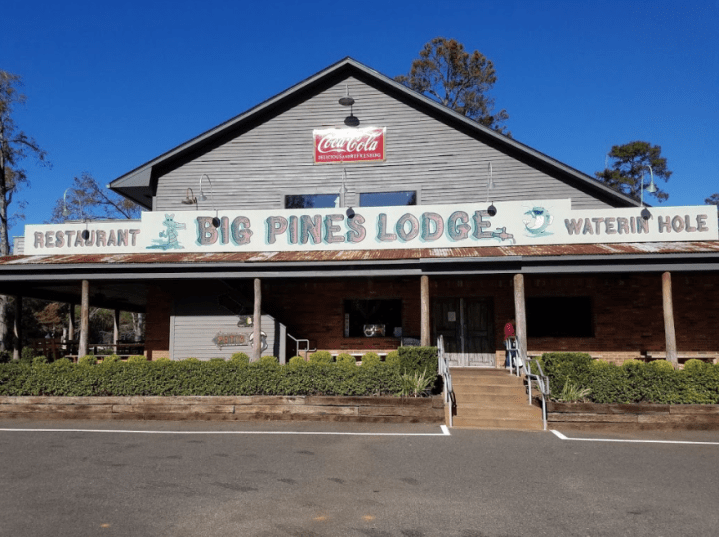 Coca-Cola
RESTAURANT BIG PINES LODGE WATERIN HOLE